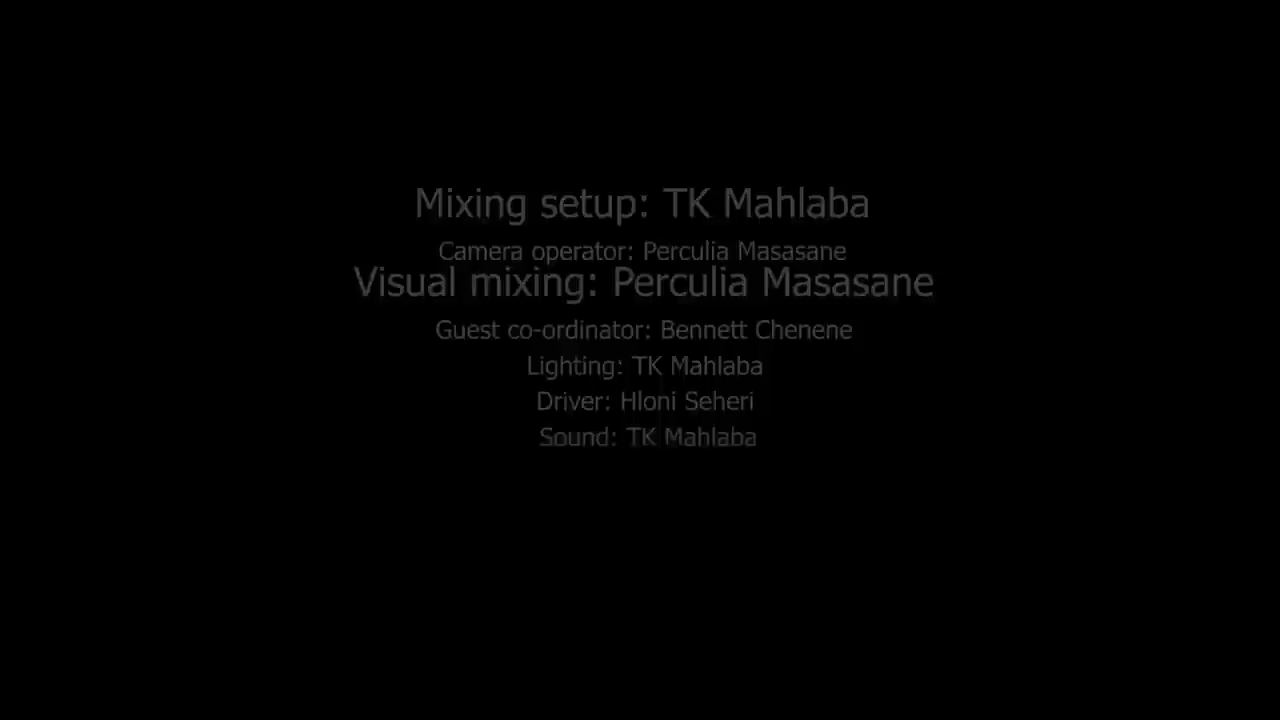 Mixing setup: TK Mahlaba
Camera operator: Perculia Masasane
Visual mixing: Perculia Masasane
Guest co-ordinator: Bennett Chenene
Lighting: TK Mahlaba
Driver: Hloni Seheri
Sound: TK Mahlaba